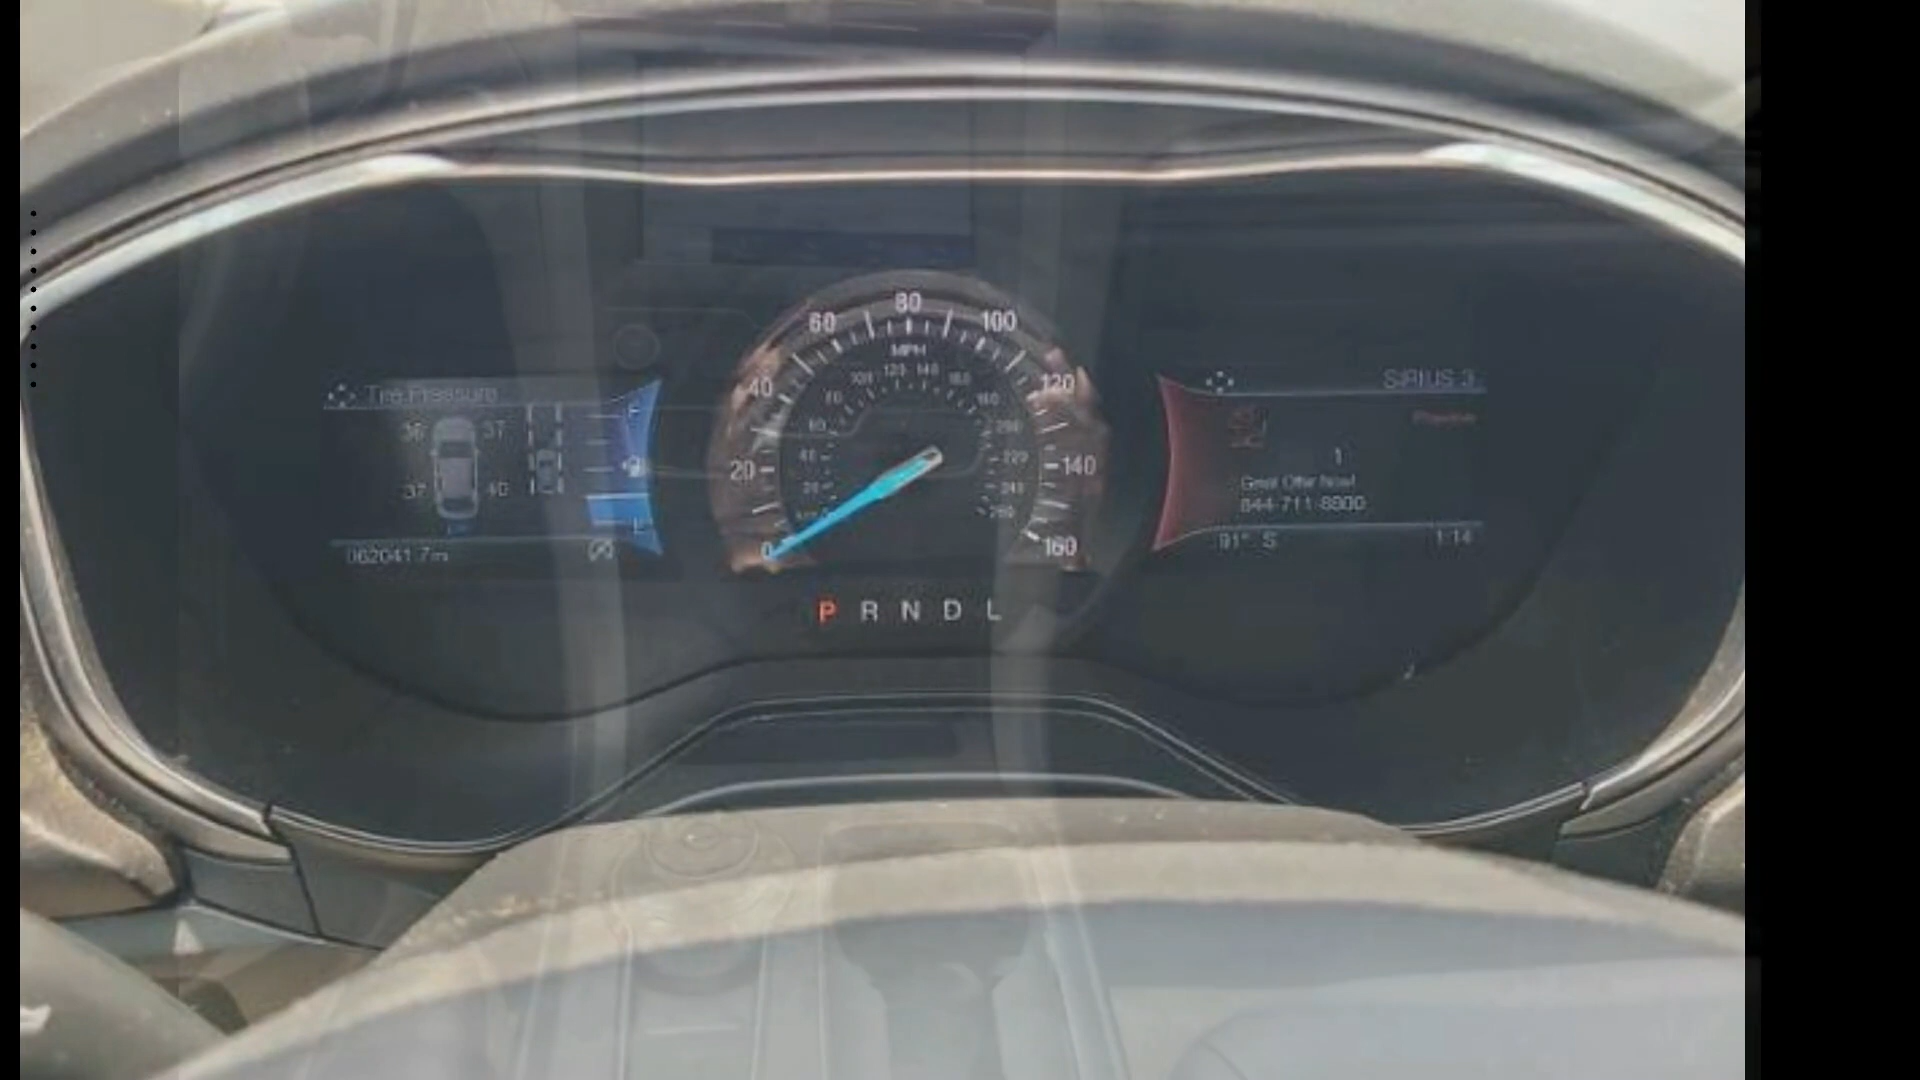 80
60 100
MPH
40 120
20 140
0 160
Tire Pressure
36 37
37 40
062041.7mi
SIRIUS 3
1
Great Offer Now!
844-711-8800
91° S 1:14
P R N D L